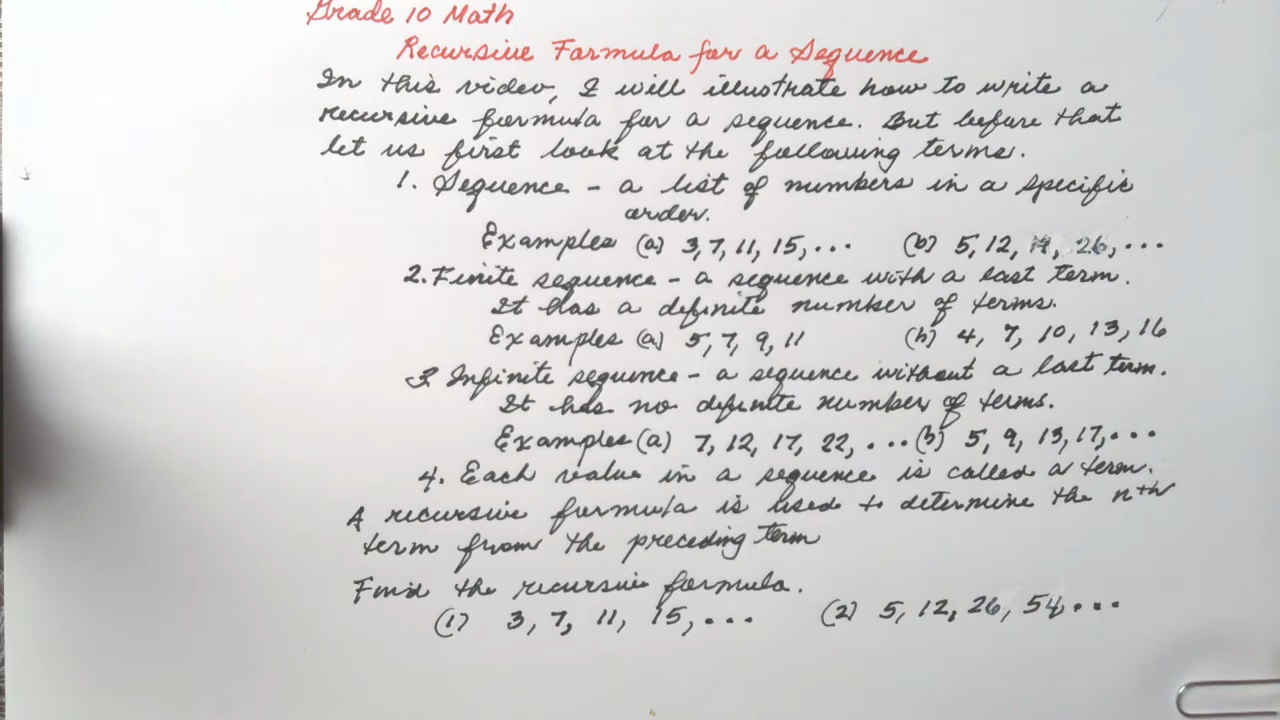 Grade 10 Math
Recursive Formula for a Sequence
In this video, I will illustrate how to write a
recursive formula for a sequence. But before that
let us first look at the following terms.
1. Sequence - a list of numbers in a specific
order.
Examples (a) 3, 7, 11, 15, ... (b) 5, 12, 19, 26, ...
2. Finite sequence - a sequence with a last term.
It has a definite number of terms.
Examples (a) 5, 7, 9, 11 (b) 4, 7, 10, 13, 16
3. Infinite sequence - a sequence without a last term.
It has no definite number of terms.
Examples (a) 7, 12, 17, 22, ... (b) 5, 9, 13, 17, ...
4. Each value in a sequence is called a term.
A recursive formula is used to determine the nth
term from the preceding term
Find the recursive formula.
(1) 3, 7, 11, 15, ... (2) 5, 12, 26, 54, ...